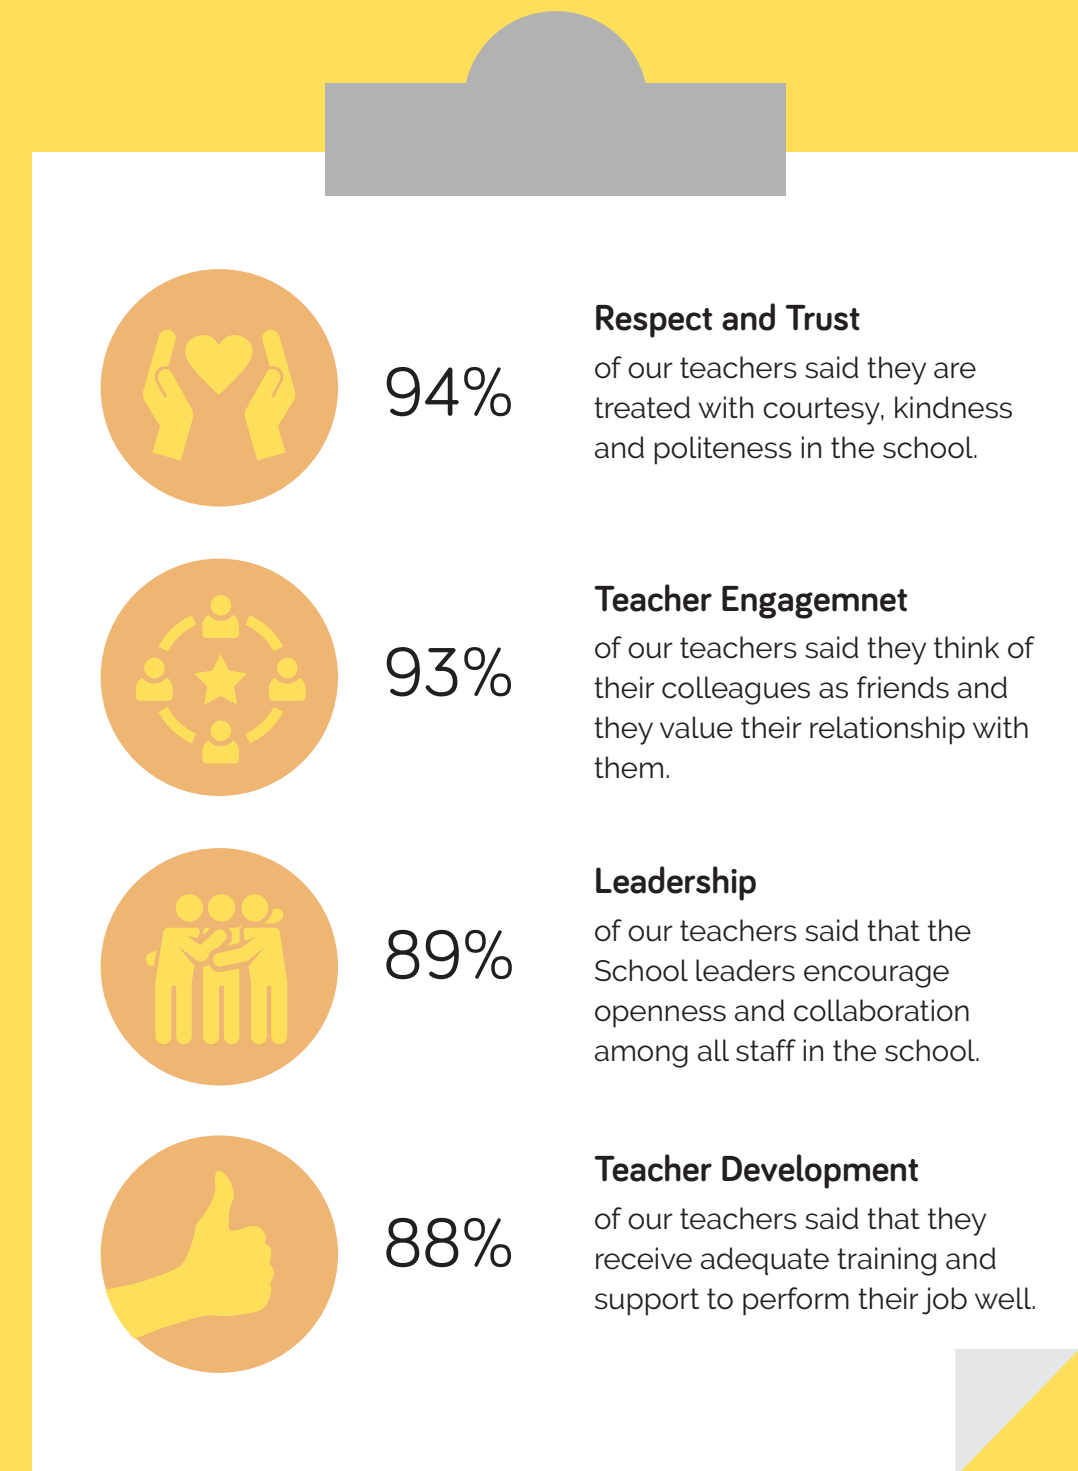 94%
Respect and Trust
of our teachers said they are
treated with courtesy, kindness
and politeness in the school.
93%
Teacher Engagemnet
of our teachers said they think of
their colleagues as friends and
they value their relationship with
them.
89%
Leadership
of our teachers said that the
School leaders encourage
openness and collaboration
among all staff in the school.
88%
Teacher Development
of our teachers said that they
receive adequate training and
support to perform their job well.